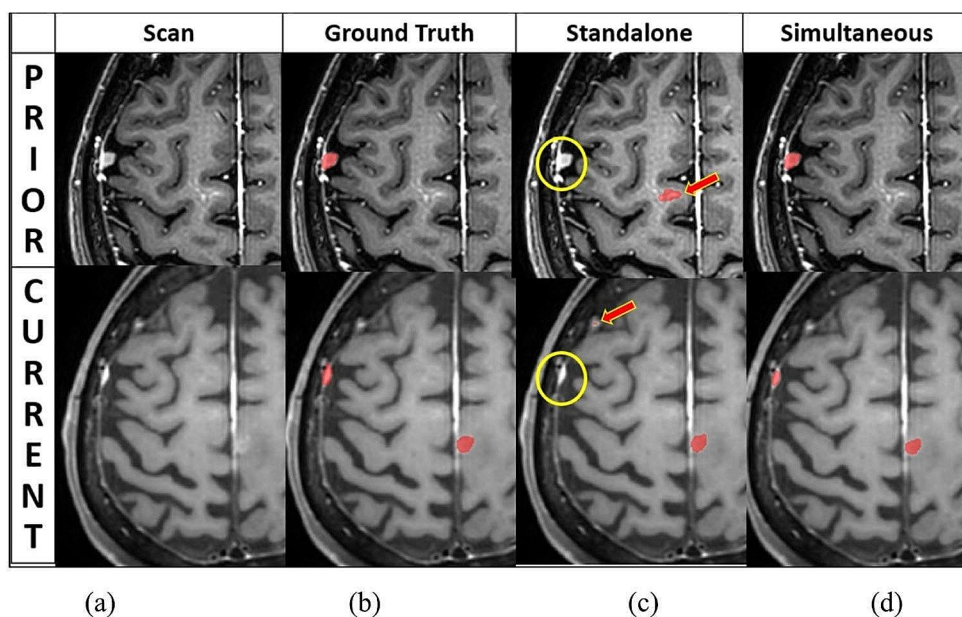 Scan Ground Truth Standalone Simultaneous
P
R
I
O
R
C
U
R
R
E
N
T
(a) (b) (c) (d)